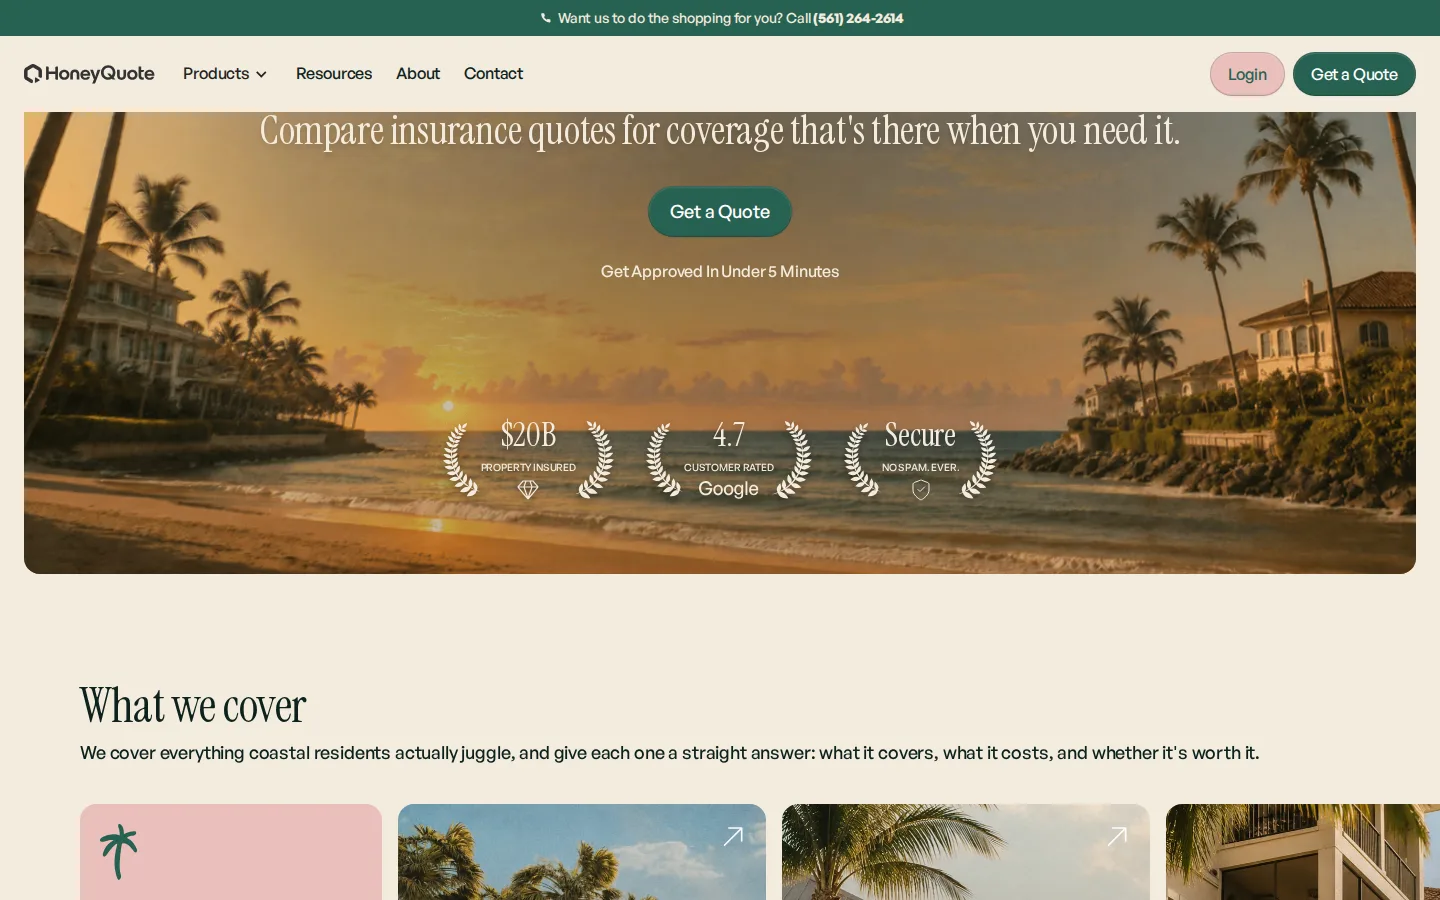 Want us to do the shopping for you? Call (561) 264-2614
HoneyQuote
Products
Resources
About
Contact
Login
Get a Quote
Compare insurance quotes for coverage that's there when you need it.
Get a Quote
Get Approved In Under 5 Minutes
$20B
PROPERTY INSURED
4.7
CUSTOMER RATED
Google
Secure
NO SPAM. EVER.
What we cover
We cover everything coastal residents actually juggle, and give each one a straight answer: what it covers, what it costs, and whether it's worth it.